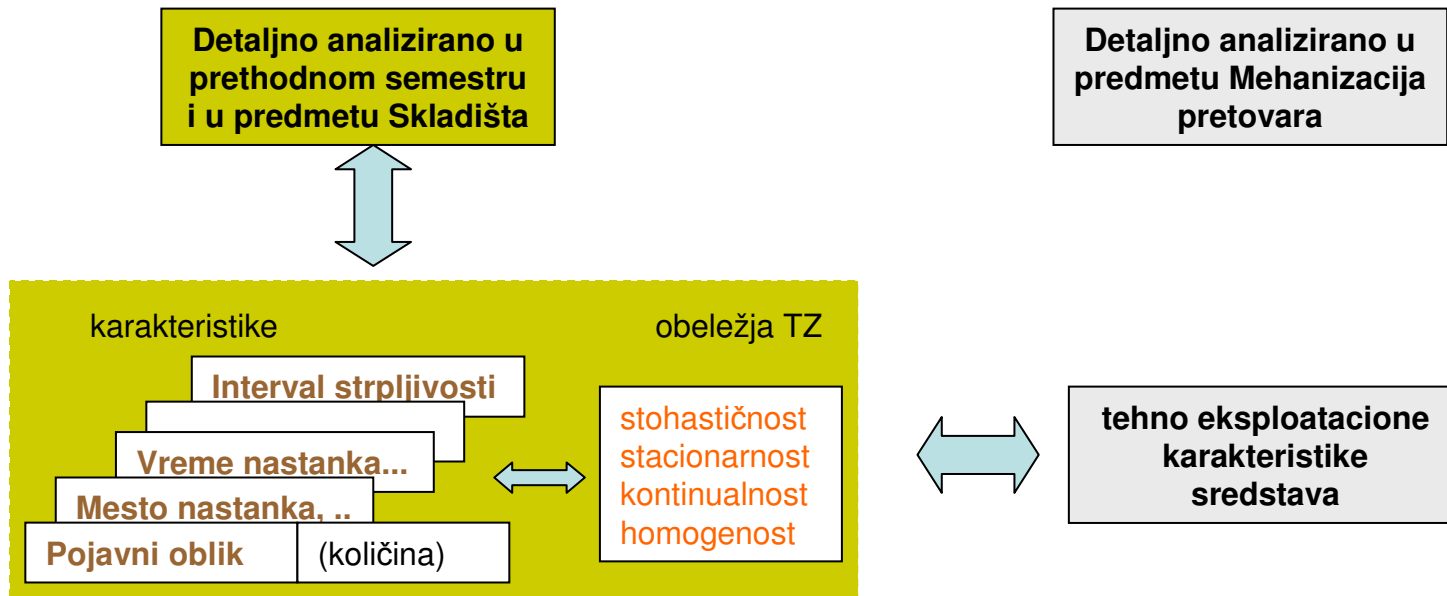 Detaljno analizirano u
prethodnom semestru
i u predmetu Skladišta
Detaljno analizirano u
predmetu Mehanizacija
pretovara
karakteristike
obeležja TZ
Interval strpljivosti
Vreme nastanka...
Mesto nastanka, ..
Pojavni oblik
(količina)
stohastičnost
stacionarnost
kontinualnost
homogenost
tehno eksploatacione
karakteristike
sredstava